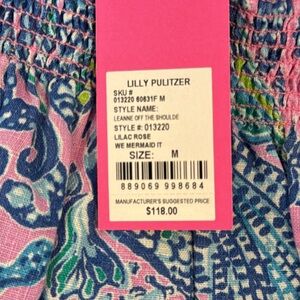 LILLY PULITZER
SKU #
013220 60631F M
STYLE NAME:
LEANNE OFF THE SHOULDE
STYLE #: 013220
LILAC ROSE
WE MERMAID IT
SIZE: M
889069 998684
MANUFACTURER'S SUGGESTED PRICE
$118.00